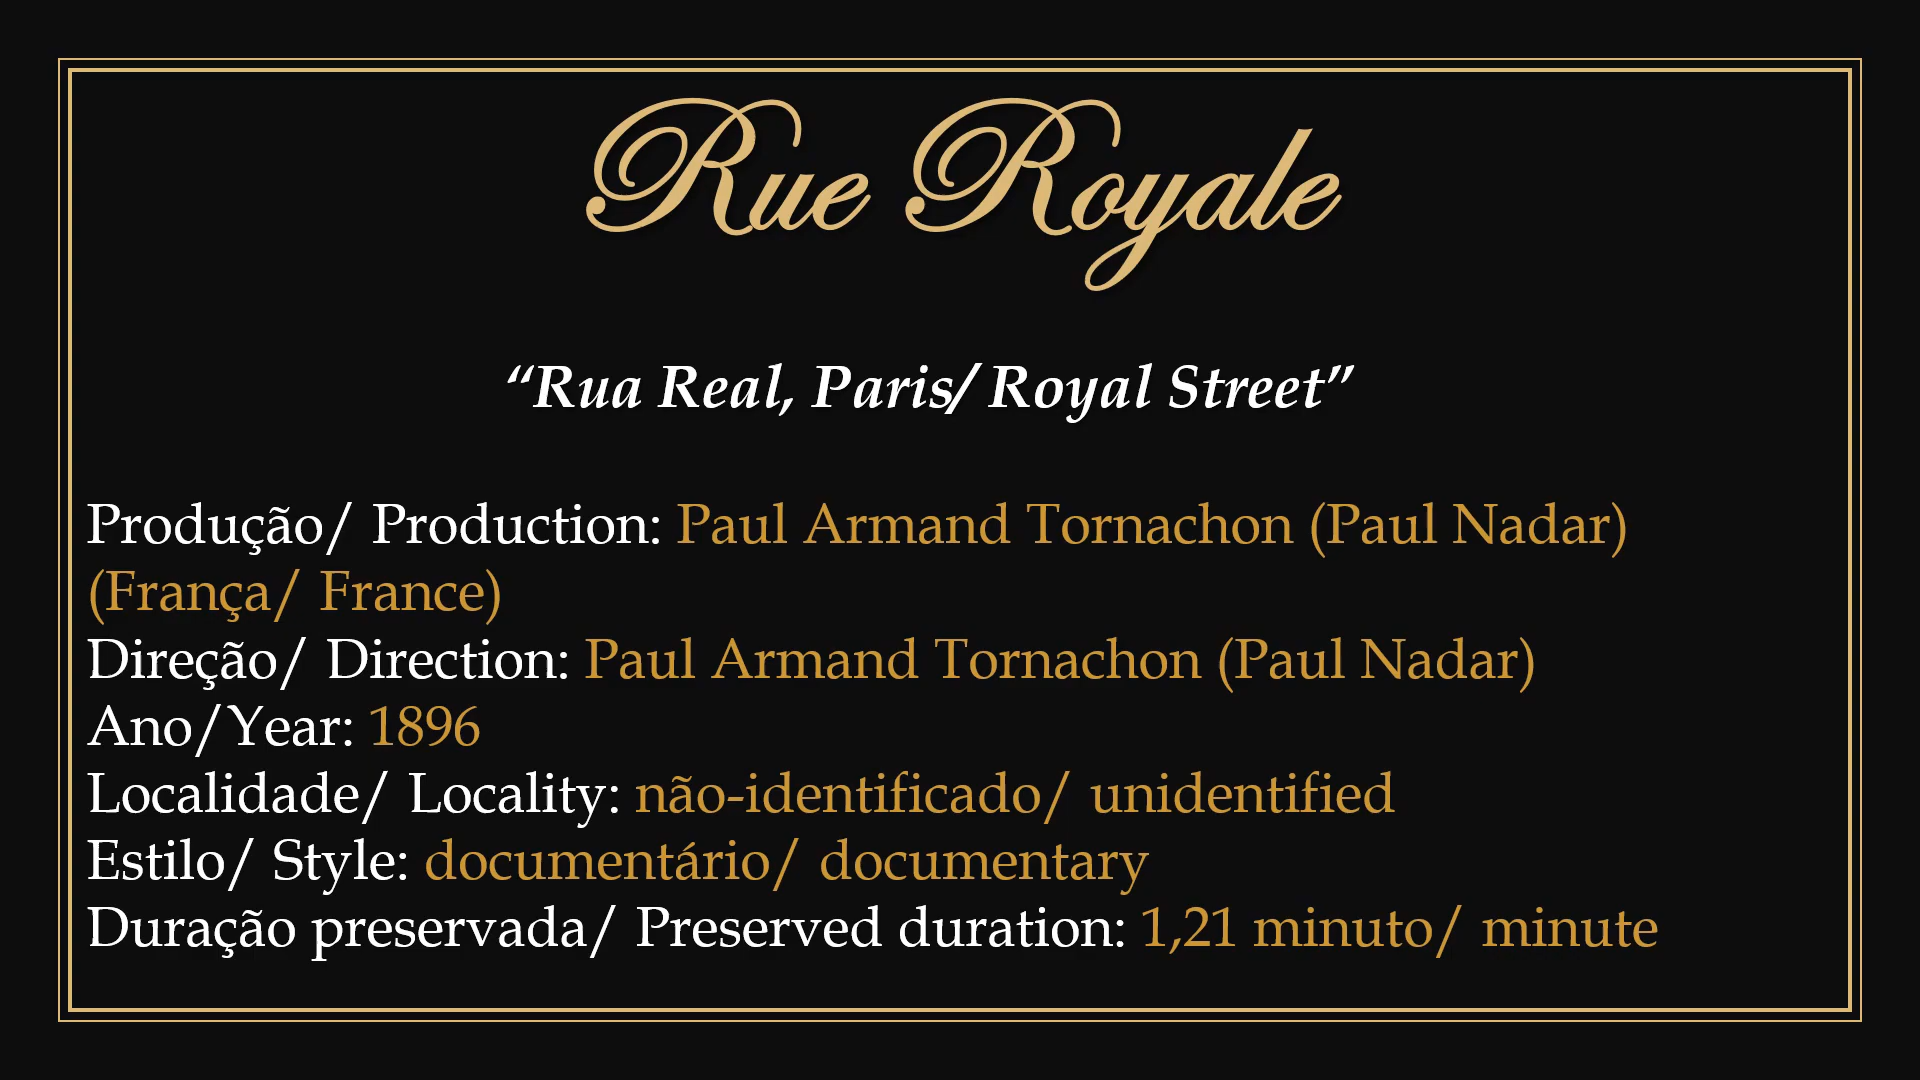 Rue Royale
“Rua Real, Paris/ Royal Street”
Produção/ Production: Paul Armand Tornachon (Paul Nadar)
(França/ France)
Direção/ Direction: Paul Armand Tornachon (Paul Nadar)
Ano/Year: 1896
Localidade/ Locality: não-identificado/ unidentified
Estilo/ Style: documentário/ documentary
Duração preservada/ Preserved duration: 1,21 minuto/ minute